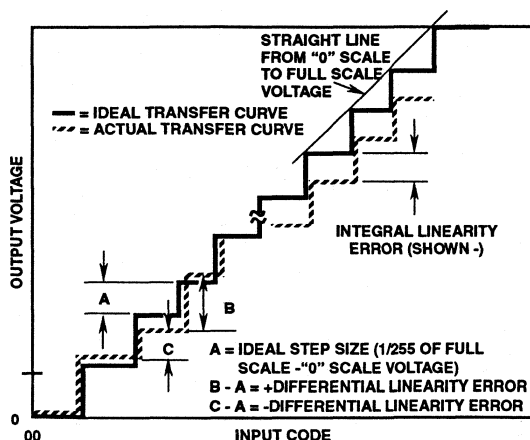 STRAIGHT LINE
FROM "0" SCALE
TO FULL SCALE
VOLTAGE
= IDEAL TRANSFER CURVE
= ACTUAL TRANSFER CURVE
OUTPUT VOLTAGE
INTEGRAL LINEARITY
ERROR (SHOWN -)
A
B
C
A = IDEAL STEP SIZE (1/255 OF FULL
SCALE -"0" SCALE VOLTAGE)
B - A = +DIFFERENTIAL LINEARITY ERROR
C - A = -DIFFERENTIAL LINEARITY ERROR
0
00
INPUT CODE